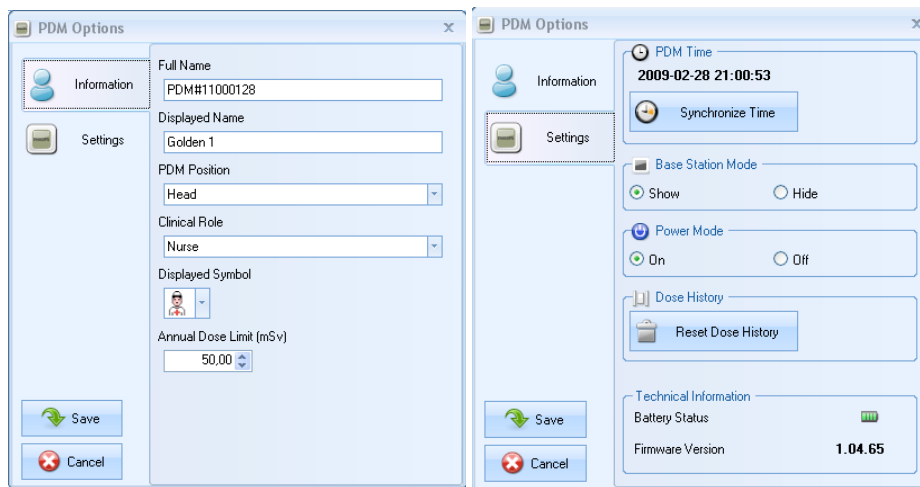 PDM Options
Information
Settings
Full Name
PDM#11000128
Displayed Name
Golden 1
PDM Position
Head
Clinical Role
Nurse
Displayed Symbol
Annual Dose Limit (mSv)
50,00
Save
Cancel
PDM Options
Information
Settings
PDM Time
2009-02-28 21:00:53
Synchronize Time
Base Station Mode
Show Hide
Power Mode
On Off
Dose History
Reset Dose History
Technical Information
Battery Status
Firmware Version 1.04.65
Save
Cancel